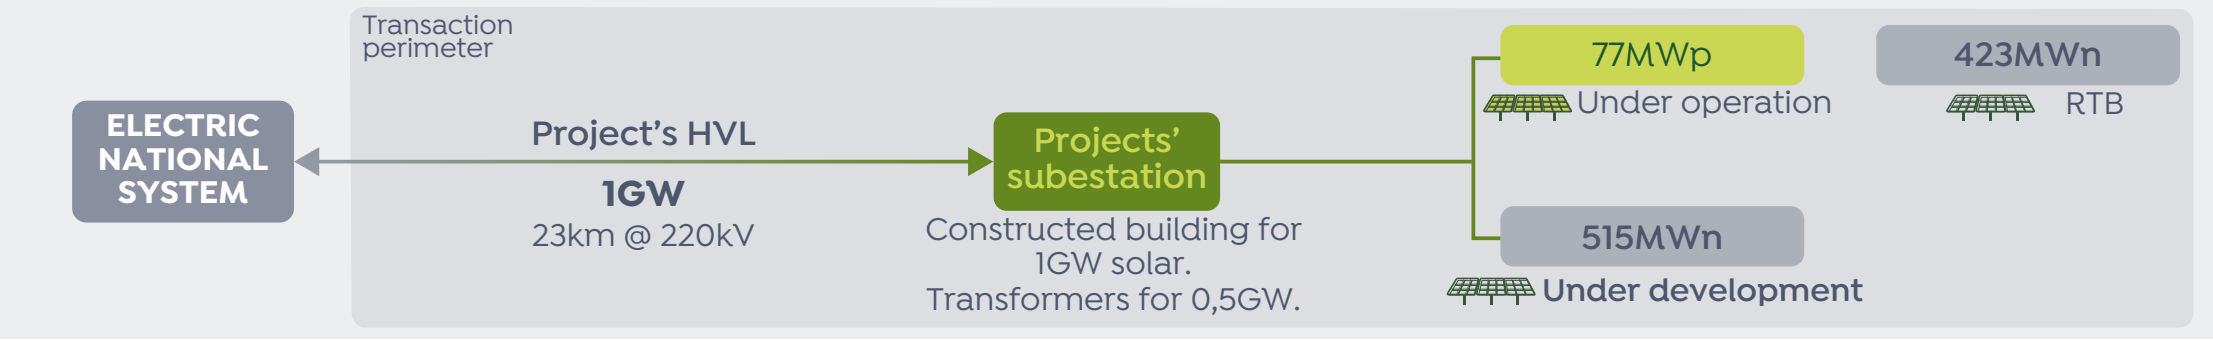 Transaction
perimeter
ELECTRIC
NATIONAL
SYSTEM
Project’s HVL
1GW
23km @ 220kV
Projects’
subestation
Constructed building for
1GW solar.
Transformers for 0,5GW.
77MWp
Under operation
423MWn
RTB
515MWn
Under development